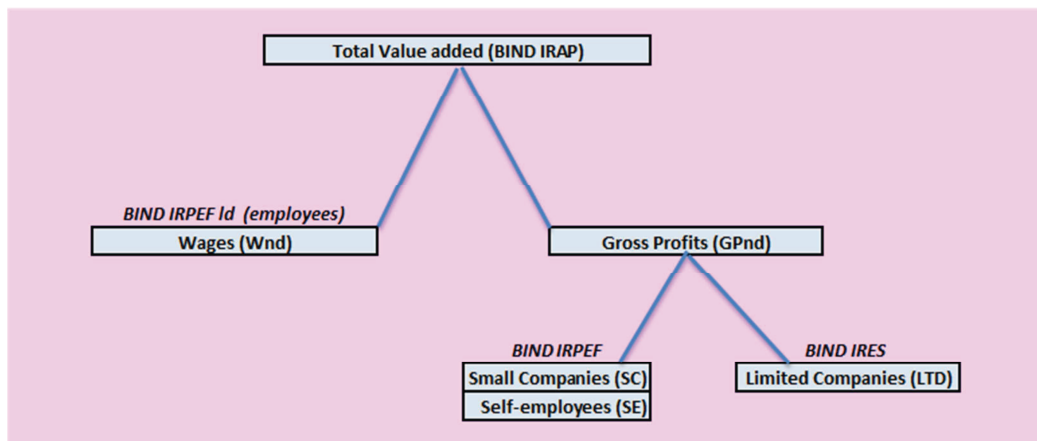 Total Value added (BIND IRAP)
BIND IRPEF ld (employees)
Wages (Wnd)
Gross Profits (GPnd)
BIND IRPEF
BIND IRES
Small Companies (SC)
Limited Companies (LTD)
Self-employees (SE)